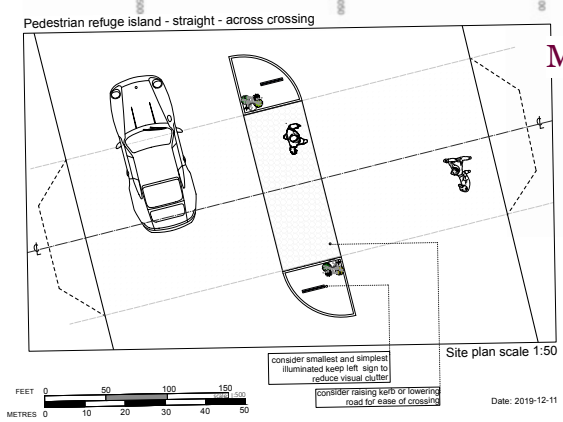 Pedestrian refuge island - straight - across crossing
M
℄
℄
consider smallest and simplest
illuminated keep left sign to
reduce visual clutter
Site plan scale 1:50
consider raising kerb or lowering
road for ease of crossing
FEET 0 50 100 150
1:500
METRES 0 10 20 30 40 50
Date: 2019-12-11